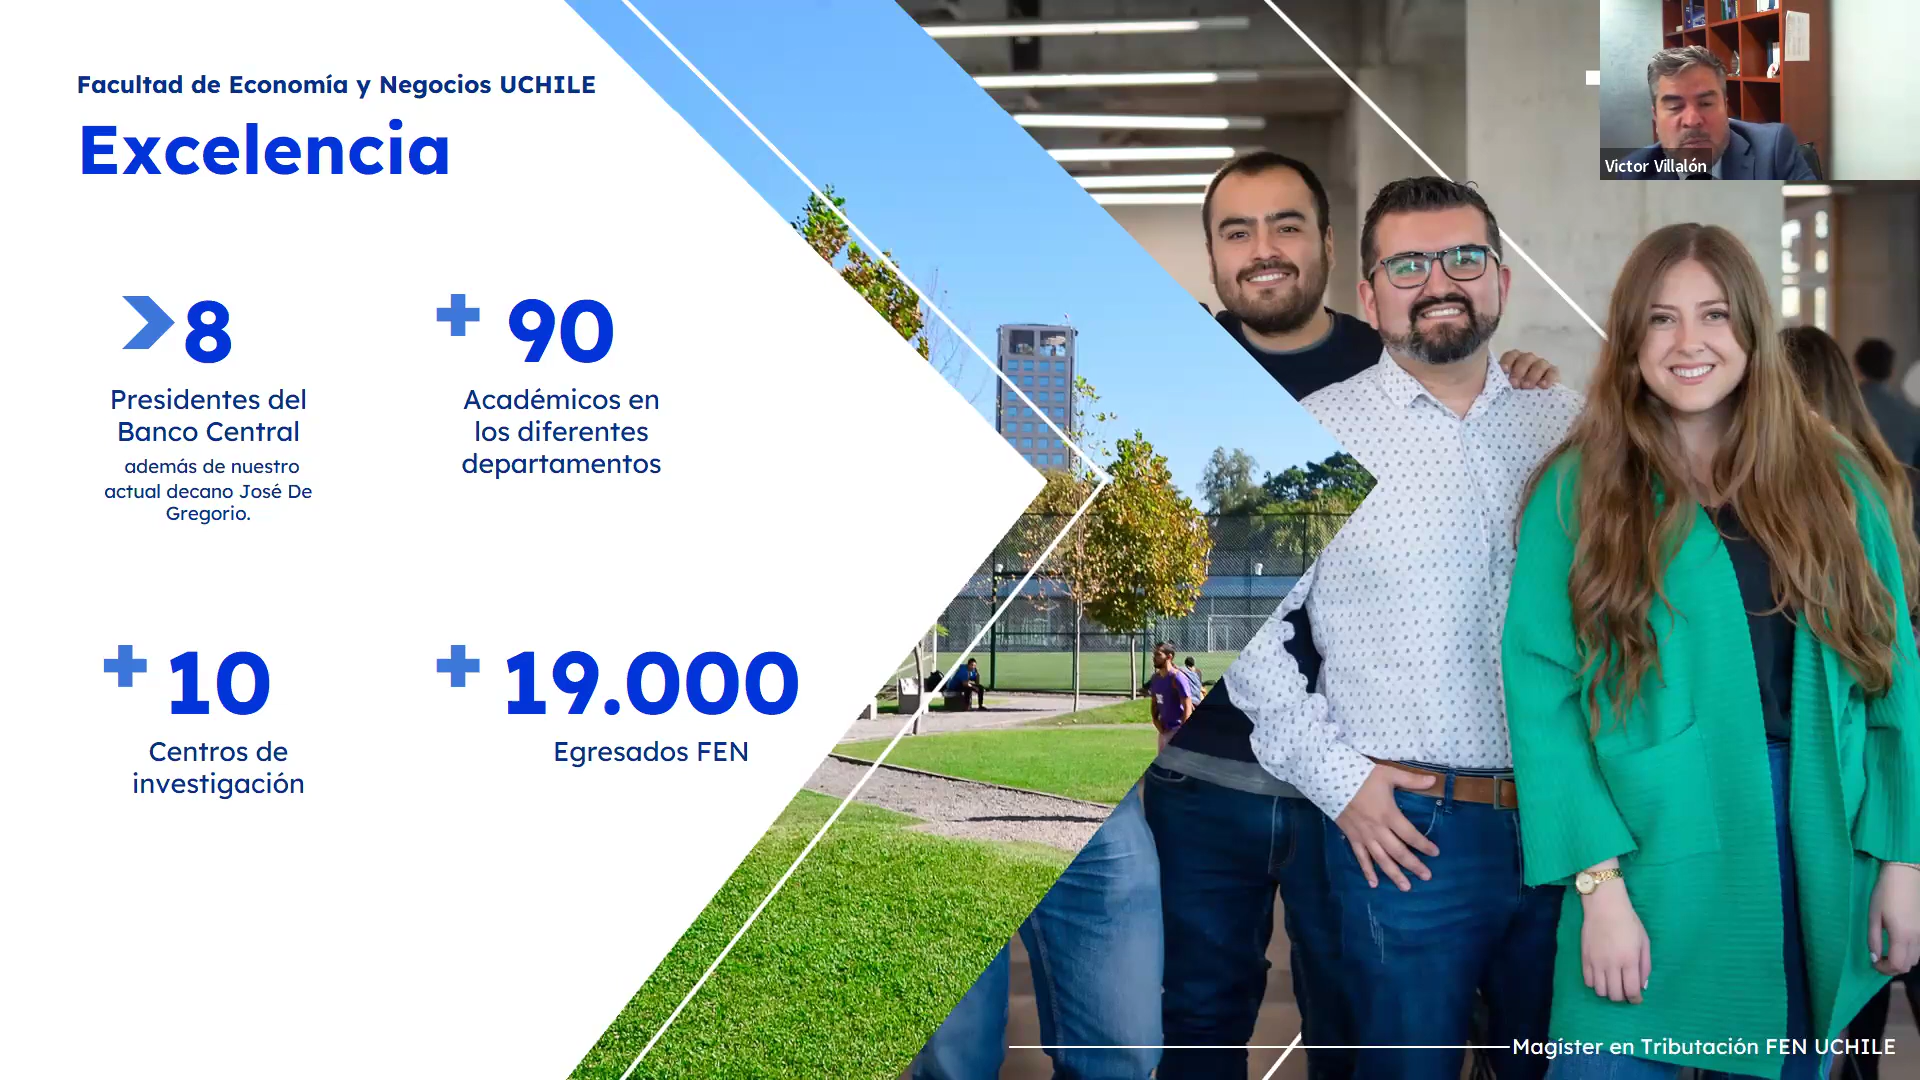 Facultad de Economía y Negocios UCHILE
Excelencia
8
Presidentes del
Banco Central
además de nuestro
actual decano José De
Gregorio.
+ 90
Académicos en
los diferentes
departamentos
+ 10
Centros de
investigación
+ 19.000
Egresados FEN
Victor Villalón
Magíster en Tributación FEN UCHILE